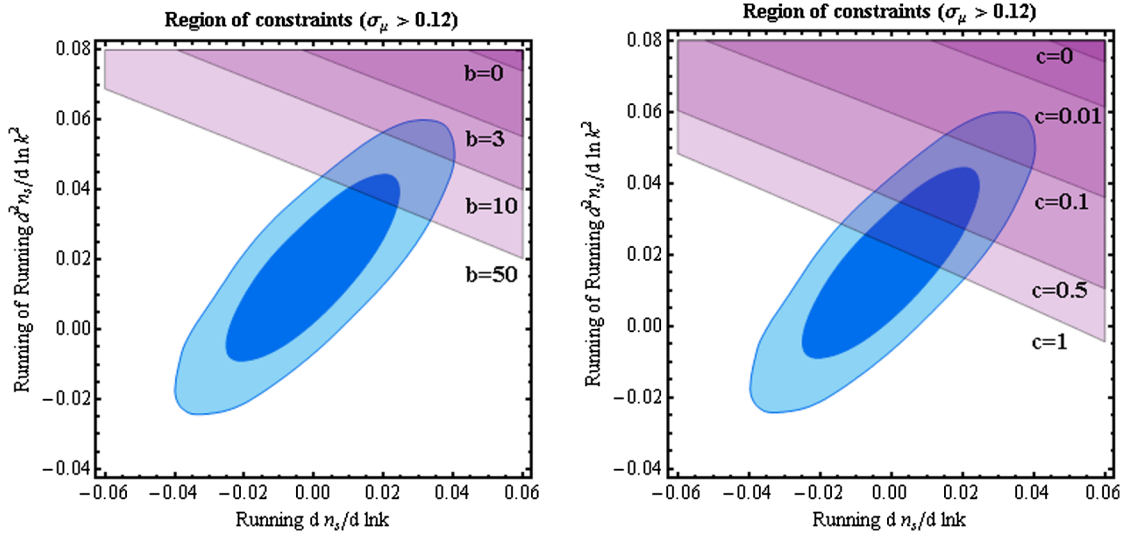 Region of constraints (σμ > 0.12)
0.08
0.06
0.04
0.02
0.00
−0.02
−0.04
Running of Running d²nₛ/d ln k²
b=0
b=3
b=10
b=50
−0.06 −0.04 −0.02 0.00 0.02 0.04 0.06
Running d nₛ/d lnk
Region of constraints (σμ > 0.12)
0.08
0.06
0.04
0.02
0.00
−0.02
−0.04
Running of Running d²nₛ/d ln k²
c=0
c=0.01
c=0.1
c=0.5
c=1
−0.06 −0.04 −0.02 0.00 0.02 0.04 0.06
Running d nₛ/d lnk